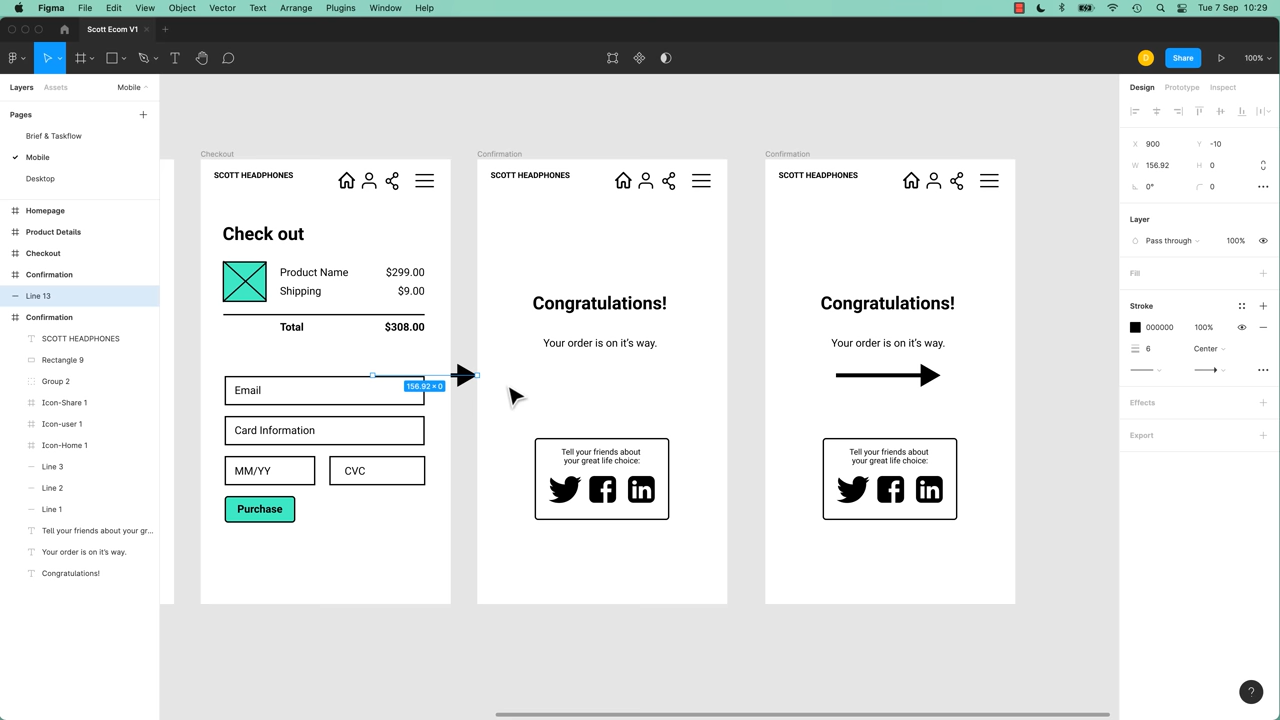 Figma File Edit View Object Vector Text Arrange Plugins Window Help Tue 7 Sep 10:29
Scott Ecom V1
D Share 100%
Layers Assets Mobile
Pages
Brief & Taskflow
Mobile
Desktop
Homepage
Product Details
Checkout
Confirmation
Line 13
Confirmation
SCOTT HEADPHONES
Rectangle 9
Group 2
Icon-Share 1
Icon-user 1
Icon-Home 1
Line 3
Line 2
Line 1
Tell your friends about your gr...
Your order is on it's way.
Congratulations!
Checkout
SCOTT HEADPHONES
Check out
Product Name $299.00
Shipping $9.00
Total $308.00
156.92 × 0
Email
Card Information
MM/YY CVC
Purchase
Confirmation
SCOTT HEADPHONES
Congratulations!
Your order is on it's way.
Tell your friends about
your great life choice:
Confirmation
SCOTT HEADPHONES
Congratulations!
Your order is on it's way.
Tell your friends about
your great life choice:
Design Prototype Inspect
X 900 Y -10
W 156.92 H 0
0° 0
Layer
Pass through 100%
Fill
Stroke
000000 100%
6 Center
Effects
Export
?